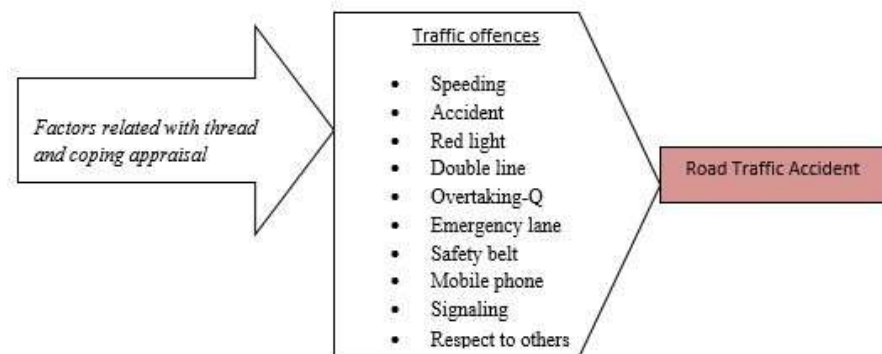 Factors related with thread
and coping appraisal
Traffic offences
• Speeding
• Accident
• Red light
• Double line
• Overtaking-Q
• Emergency lane
• Safety belt
• Mobile phone
• Signaling
• Respect to others
Road Traffic Accident